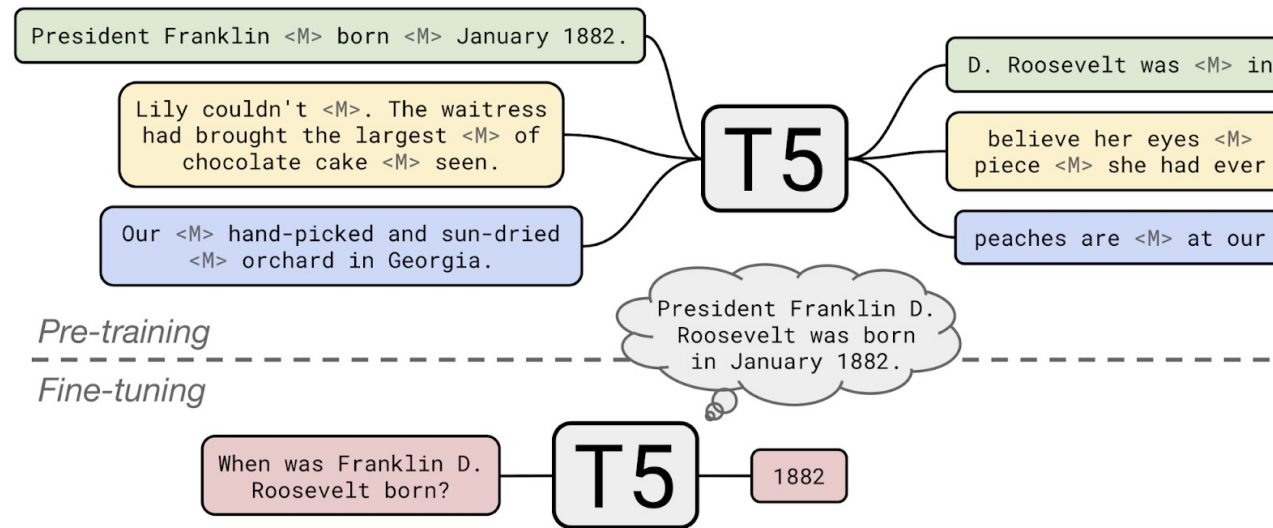 President Franklin <M> born <M> January 1882.
Lily couldn't <M>. The waitress
had brought the largest <M> of
chocolate cake <M> seen.
Our <M> hand-picked and sun-dried
<M> orchard in Georgia.
T5
D. Roosevelt was <M> in
believe her eyes <M>
piece <M> she had ever
peaches are <M> at our
Pre-training
President Franklin D.
Roosevelt was born
in January 1882.
Fine-tuning
When was Franklin D.
Roosevelt born?
T5
1882